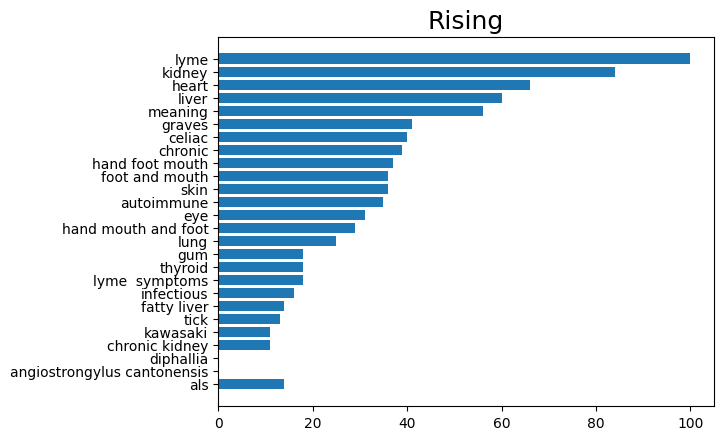 Rising
lyme
kidney
heart
liver
meaning
graves
celiac
chronic
hand foot mouth
foot and mouth
skin
autoimmune
eye
hand mouth and foot
lung
gum
thyroid
lyme  symptoms
infectious
fatty liver
tick
kawasaki
chronic kidney
diphallia
angiostrongylus cantonensis
als
0 20 40 60 80 100